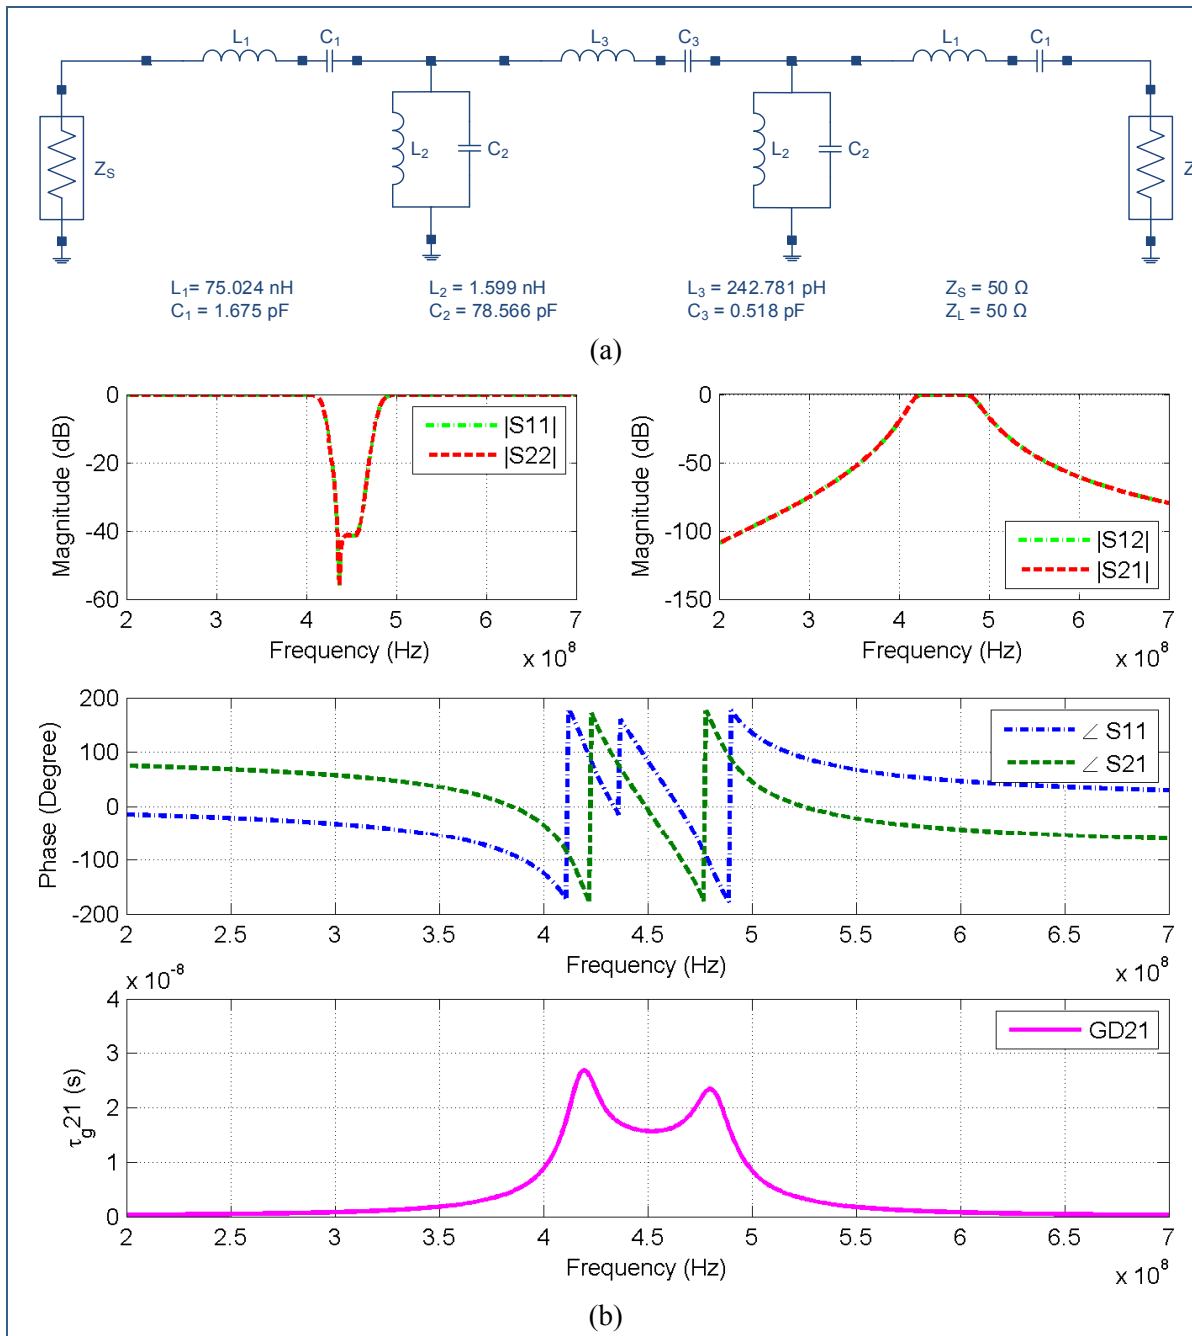 L1 C1 L3 C3 L1 C1
ZS L2 C2 L2 C2 Z
L1= 75.024 nH L2 = 1.599 nH L3 = 242.781 pH ZS = 50 Ω
C1 = 1.675 pF C2 = 78.566 pF C3 = 0.518 pF ZL = 50 Ω
(a)
0
-20
-40
-60
Magnitude (dB)
|S11|
|S22|
2 3 4 5 6 7
Frequency (Hz)
x 10^8
0
-50
-100
-150
Magnitude (dB)
|S12|
|S21|
2 3 4 5 6 7
Frequency (Hz)
x 10^8
200
100
0
-100
-200
Phase (Degree)
∠ S11
∠ S21
2 2.5 3 3.5 4 4.5 5 5.5 6 6.5 7
Frequency (Hz)
x 10^8
x 10^-8
4
3
2
1
0
τg21 (s)
GD21
2 2.5 3 3.5 4 4.5 5 5.5 6 6.5 7
Frequency (Hz)
x 10^8
(b)